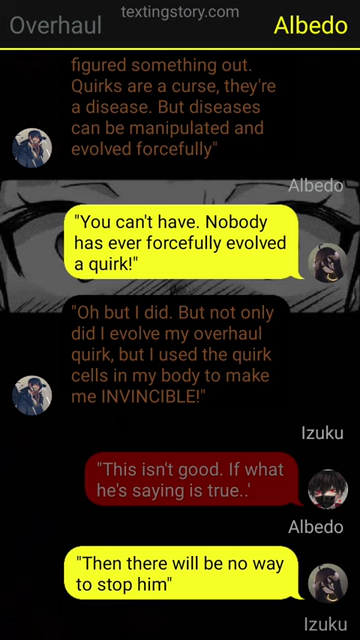 textingstory.com
Overhaul
Albedo
figured something out.
Quirks are a curse, they're
a disease. But diseases
can be manipulated and
evolved forcefully"
Albedo
"You can't have. Nobody
has ever forcefully evolved
a quirk!"
"Oh but I did. But not only
did I evolve my overhaul
quirk, but I used the quirk
cells in my body to make
me INVINCIBLE!"
Izuku
"This isn't good. If what
he's saying is true..'
Albedo
"Then there will be no way
to stop him"
Izuku